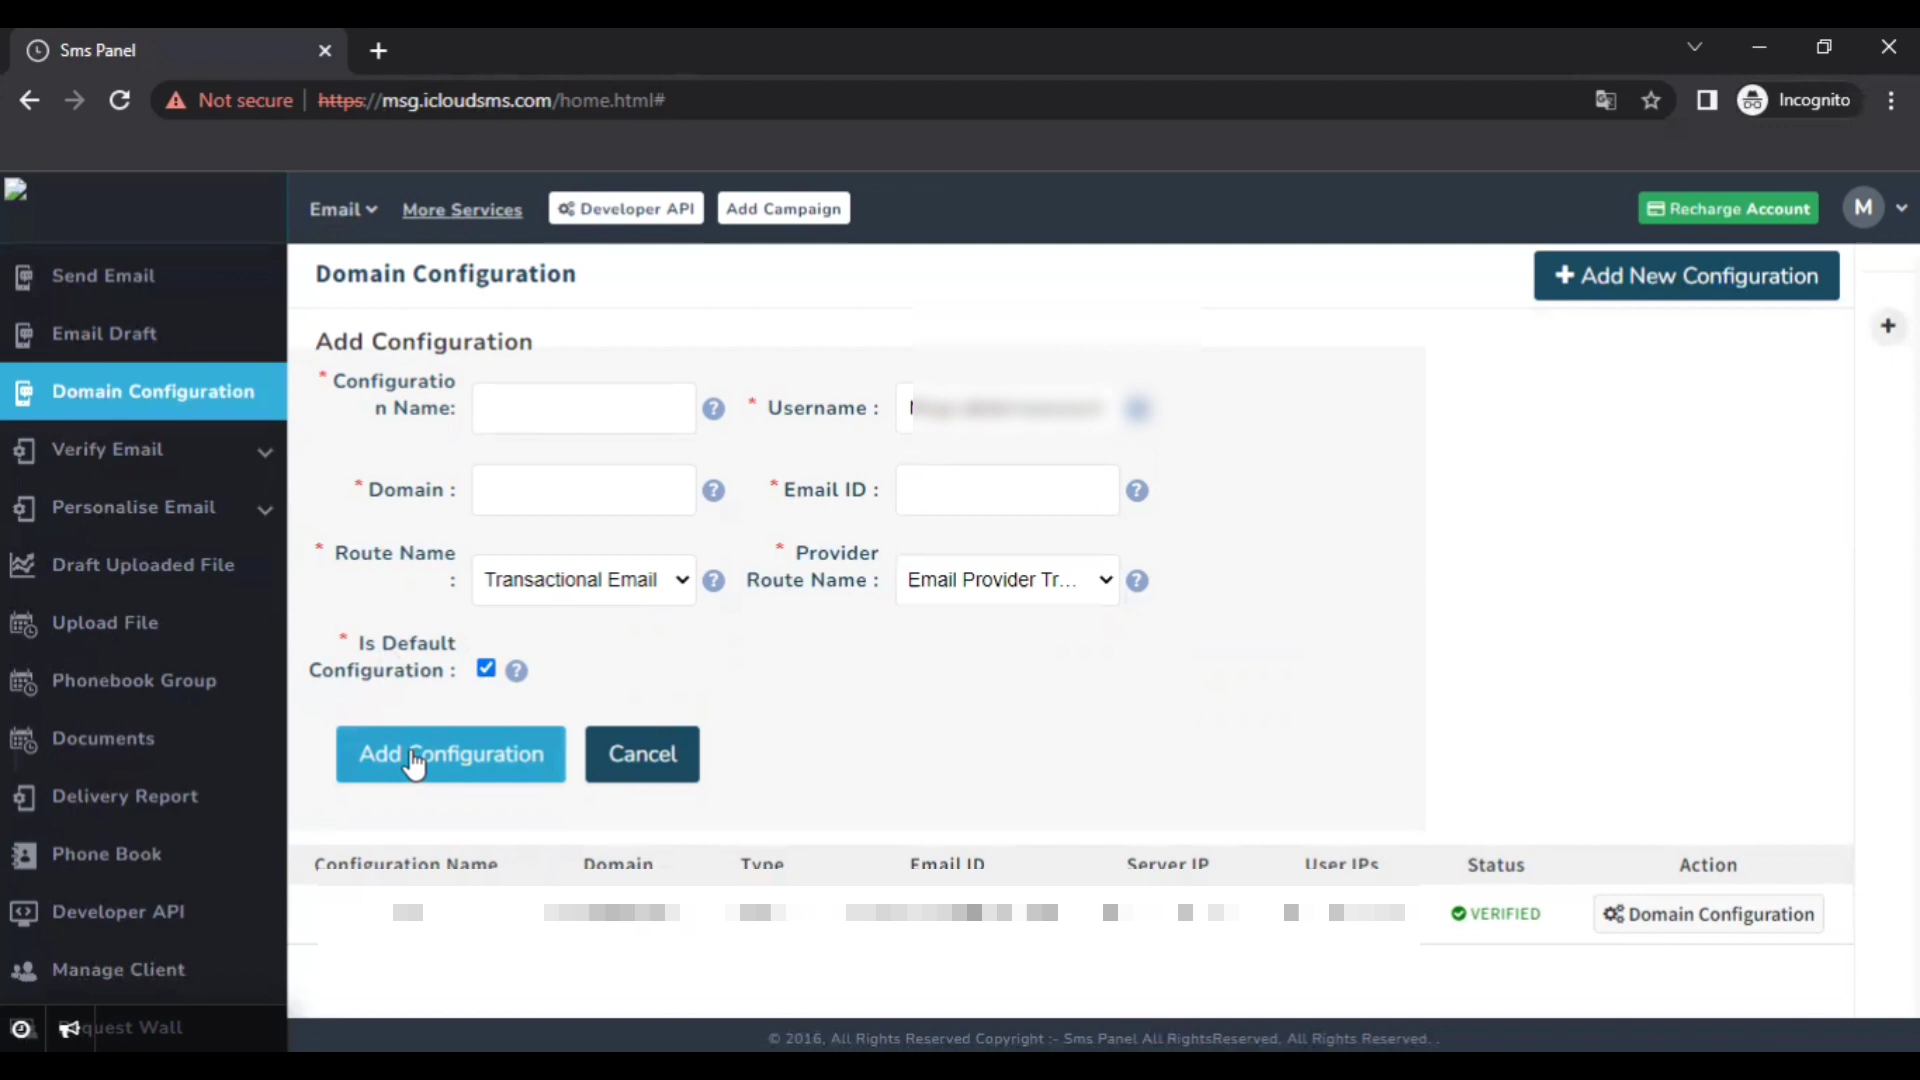 Sms Panel
Not secure https://msg.icloudsms.com/home.html#
Incognito
Email More Services Developer API Add Campaign Recharge Account M
Send Email
Email Draft
Domain Configuration
Verify Email
Personalise Email
Draft Uploaded File
Upload File
Phonebook Group
Documents
Delivery Report
Phone Book
Developer API
Manage Client
quest Wall
Domain Configuration
+ Add New Configuration
Add Configuration
* Configuratio
n Name:
* Username :
* Domain :
* Email ID :
* Route Name
:
Transactional Email
* Provider
Route Name :
Email Provider Tr...
* Is Default
Configuration :
Add Configuration
Cancel
Configuration Name Domain Type Email ID Server IP User IPs Status Action
VERIFIED Domain Configuration
© 2016, All Rights Reserved Copyright :- Sms Panel All RightsReserved, All Rights Reserved. .